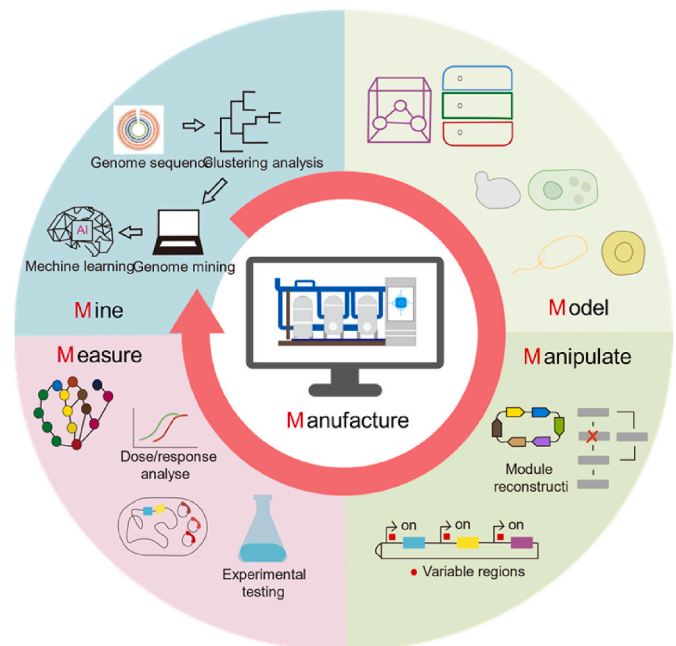 Genome sequence
Clustering analysis
AI
Mechine learning
Genome mining
Mine
Model
Measure
Manipulate
Manufacture
Dose/response
analyse
Module
reconstructi
on
on
on
Variable regions
Experimental
testing